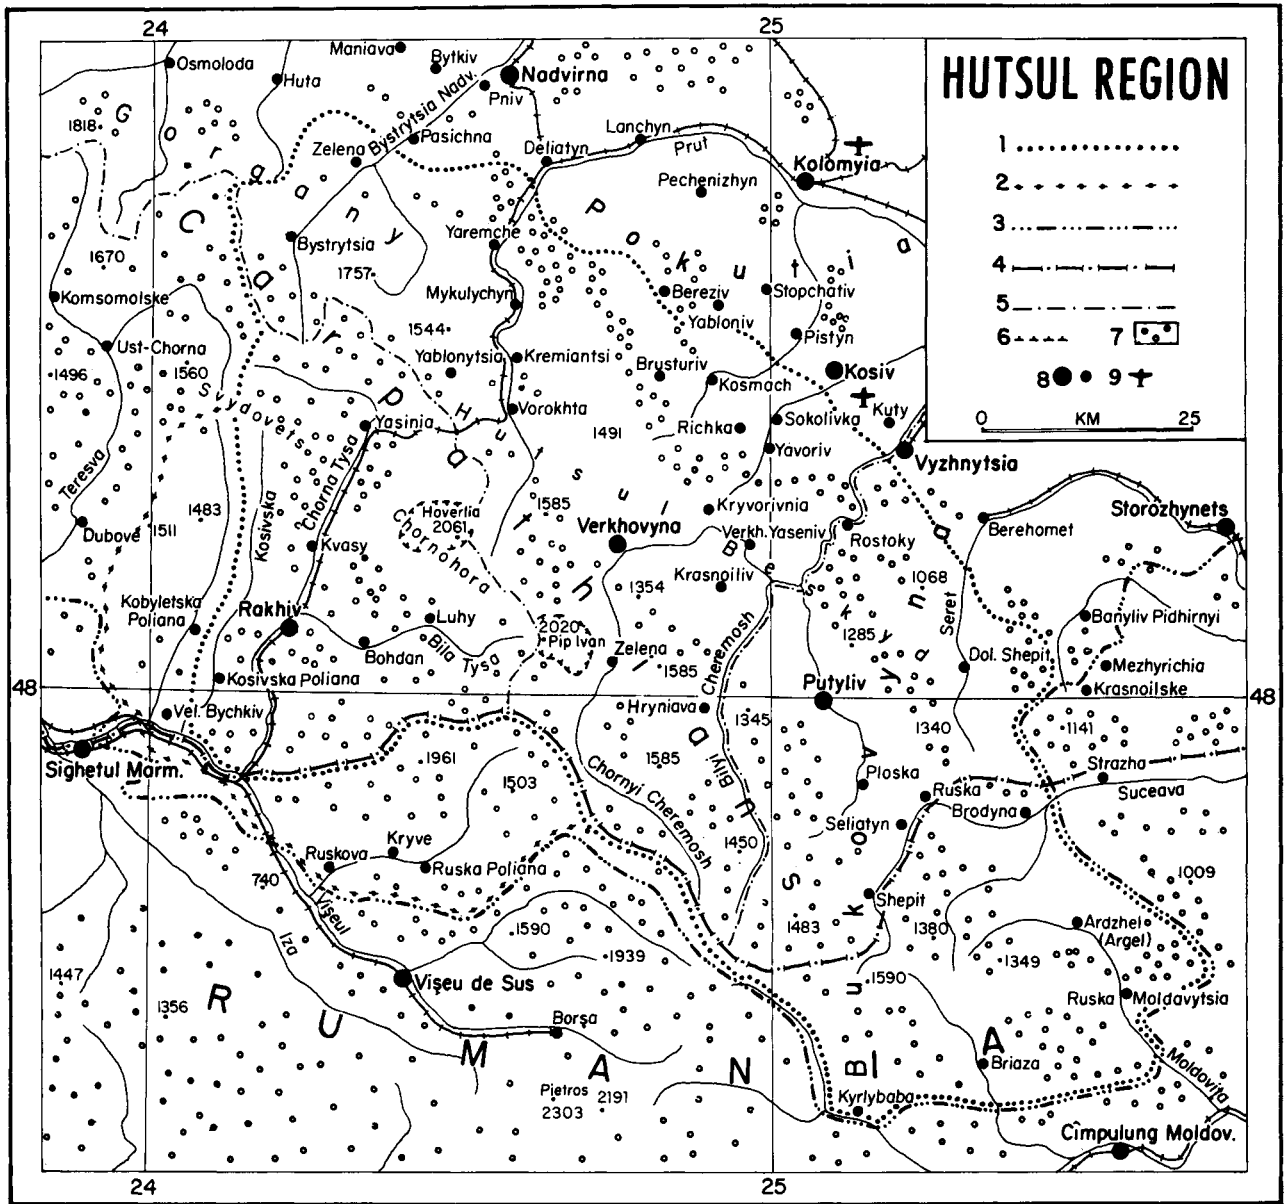 24
25
HUTSUL REGION
1
2
3
4
5
6
7
8
9
0
25
KM
Maniava
Osmoloda
Bytkiv
Huta
Nadvirna
Pniv
Bystrytsia Nadv.
Gorgany
1818
Pasichna
Lanchyn
Prut
Zelena
Deliatyn
Kolomyia
Pechenizhyn
Carpathians
Pokutia
Yaremche
Bystrytsia
1670
1757
Komsomolske
Mykulychyn
Bereziv
Stopchativ
Yabloniv
1544
Pistyn
Ust-Chorna
Yablonytsia
Kremiantsi
Brusturiv
Kosiv
1496
1560
Kosmach
Svydovets
Hutsul Beskyd
Vorokhta
Sokolivka
Kuty
Yasinia
1491
Richka
Yavoriv
Vyzhnytsia
Teresva
Chorna Tysa
Kosivska
1483
Hoverlia
2061
1585
Kryvorivnia
Berehomet
Storozhynets
Dubove
1511
Chornohora
Verkhovyna
Verkh. Yaseniv
Rostoky
Kvasy
Krasnoiliv
1068
1354
Kobyletska
Poliana
Rakhiv
Luhy
2020
Pip Ivan
1285
Seret
Banyliv Pidhirnyi
Bohdan
Bila Tysa
Zelena
1585
Cheremosh
Dol. Shepit
Mezhyrichia
48
Kosivska Poliana
Putyliv
Krasnoilske
48
Vel. Bychkiv
Hryniava
1345
1340
1141
Sighetul Marm.
1961
1585
Bilyi
Strazha
1503
Ploska
Ruska
Suceava
Chornyi Cheremosh
Brodyna
Kryve
Seliatyn
Ruskova
Ruska Poliana
1450
740
1009
Vişeul
Shepit
1590
1483
1380
Ardzhel
(Argel)
Iza
1939
1349
1447
Vişeu de Sus
1590
1356
Ruska
Moldavytsia
RUMANIA
Bukovina
Borşa
Briaza
Moldoviţa
Pietros
2303
2191
Kyrlybaba
Cîmpulung Moldov.
24
25